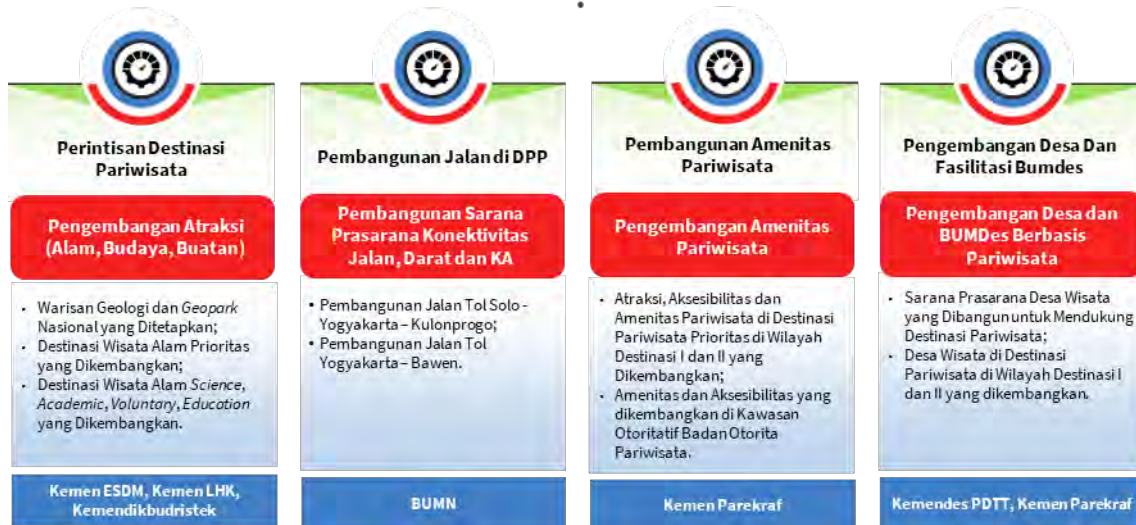 Perintisan Destinasi
Pariwisata
Pengembangan Atraksi
(Alam, Budaya, Buatan)
• Warisan Geologi dan Geopark
Nasional yang Ditetapkan;
• Destinasi Wisata Alam Prioritas
yang Dikembangkan;
• Destinasi Wisata Alam Science,
Academic, Voluntary, Education
yang Dikembangkan.
Kemen ESDM, Kemen LHK,
Kemendikbudristek
Pembangunan Jalan di DPP
Pembangunan Sarana
Prasarana Konektivitas
Jalan, Darat dan KA
• Pembangunan Jalan Tol Solo -
Yogyakarta – Kulonprogo;
• Pembangunan Jalan Tol
Yogyakarta – Bawen.
BUMN
Pembangunan Amenitas
Pariwisata
Pengembangan Amenitas
Pariwisata
• Atraksi, Aksesibilitas dan
Amenitas Pariwisata di Destinasi
Pariwisata Prioritas di Wilayah
Destinasi I dan II yang
Dikembangkan;
• Amenitas dan Aksesibilitas yang
dikembangkan di Kawasan
Otoritatif Badan Otorita
Pariwisata.
Kemen Parekraf
Pengembangan Desa Dan
Fasilitasi Bumdes
Pengembangan Desa dan
BUMDes Berbasis
Pariwisata
• Sarana Prasarana Desa Wisata
yang Dibangun untuk Mendukung
Destinasi Pariwisata;
• Desa Wisata di Destinasi
Pariwisata di Wilayah Destinasi I
dan II yang dikembangkan.
Kemendes PDTT, Kemen Parekraf